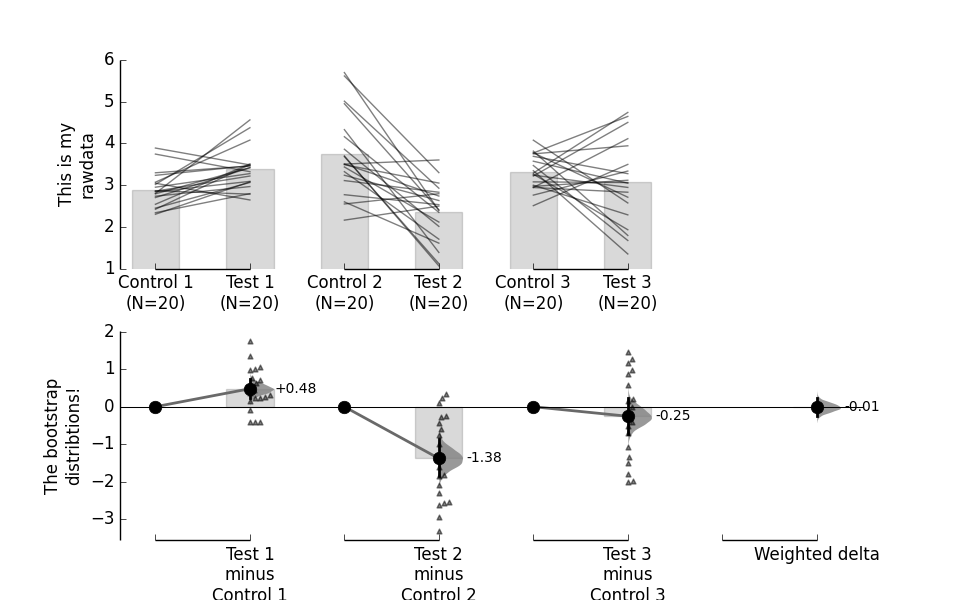 This is my
rawdata
6
5
4
3
2
1
Control 1
(N=20)
Test 1
(N=20)
Control 2
(N=20)
Test 2
(N=20)
Control 3
(N=20)
Test 3
(N=20)
The bootstrap
distribtions!
2
1
0
−1
−2
−3
+0.48
-1.38
-0.25
-0.01
Test 1
minus
Control 1
Test 2
minus
Control 2
Test 3
minus
Control 3
Weighted delta